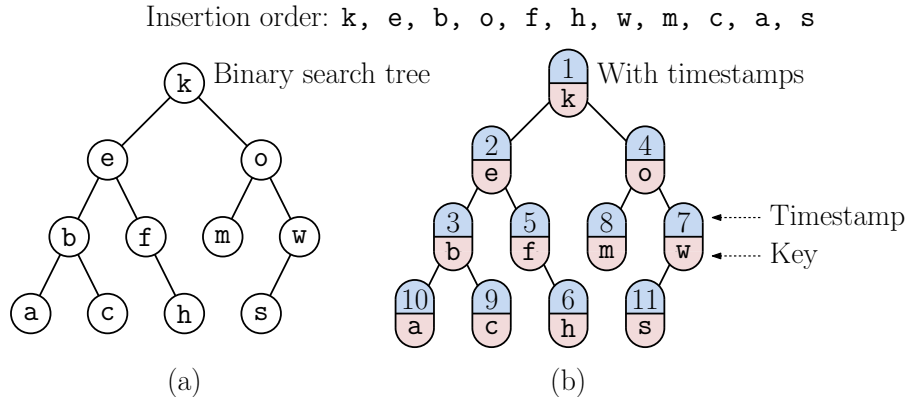 Insertion order: k, e, b, o, f, h, w, m, c, a, s
Binary search tree
k
e o
b f m w
a c h s
(a)
With timestamps
1
k
2 4
e o
3 5 8 7
b f m w
Timestamp
Key
10 9 6 11
a c h s
(b)